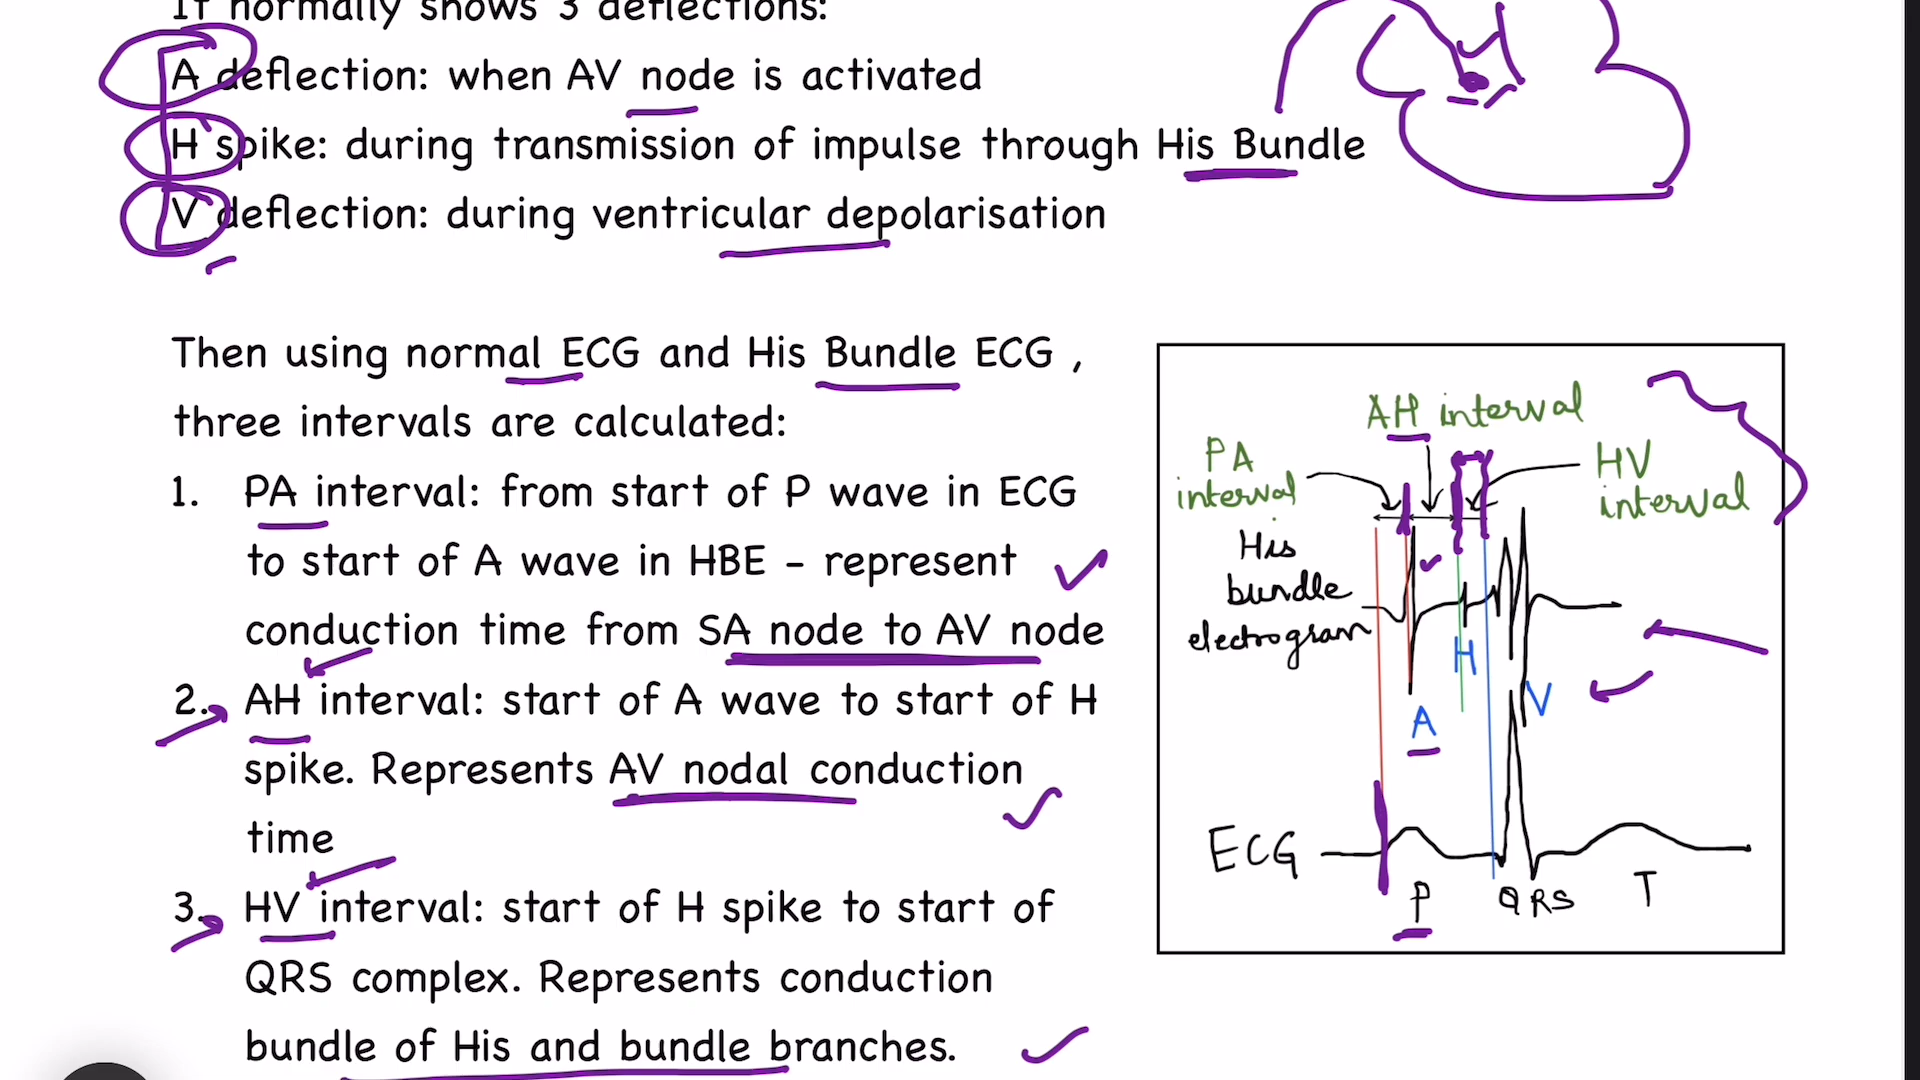 It normally shows 3 deflections:
A deflection: when AV node is activated
H spike: during transmission of impulse through His Bundle
V deflection: during ventricular depolarisation
Then using normal ECG and His Bundle ECG ,
three intervals are calculated:
1. PA interval: from start of P wave in ECG
to start of A wave in HBE - represent
conduction time from SA node to AV node
2. AH interval: start of A wave to start of H
spike. Represents AV nodal conduction
time
3. HV interval: start of H spike to start of
QRS complex. Represents conduction
bundle of His and bundle branches.
AH interval
PA
interval
HV
interval
His
bundle
electrogram
H
A
V
ECG
P
QRS
T